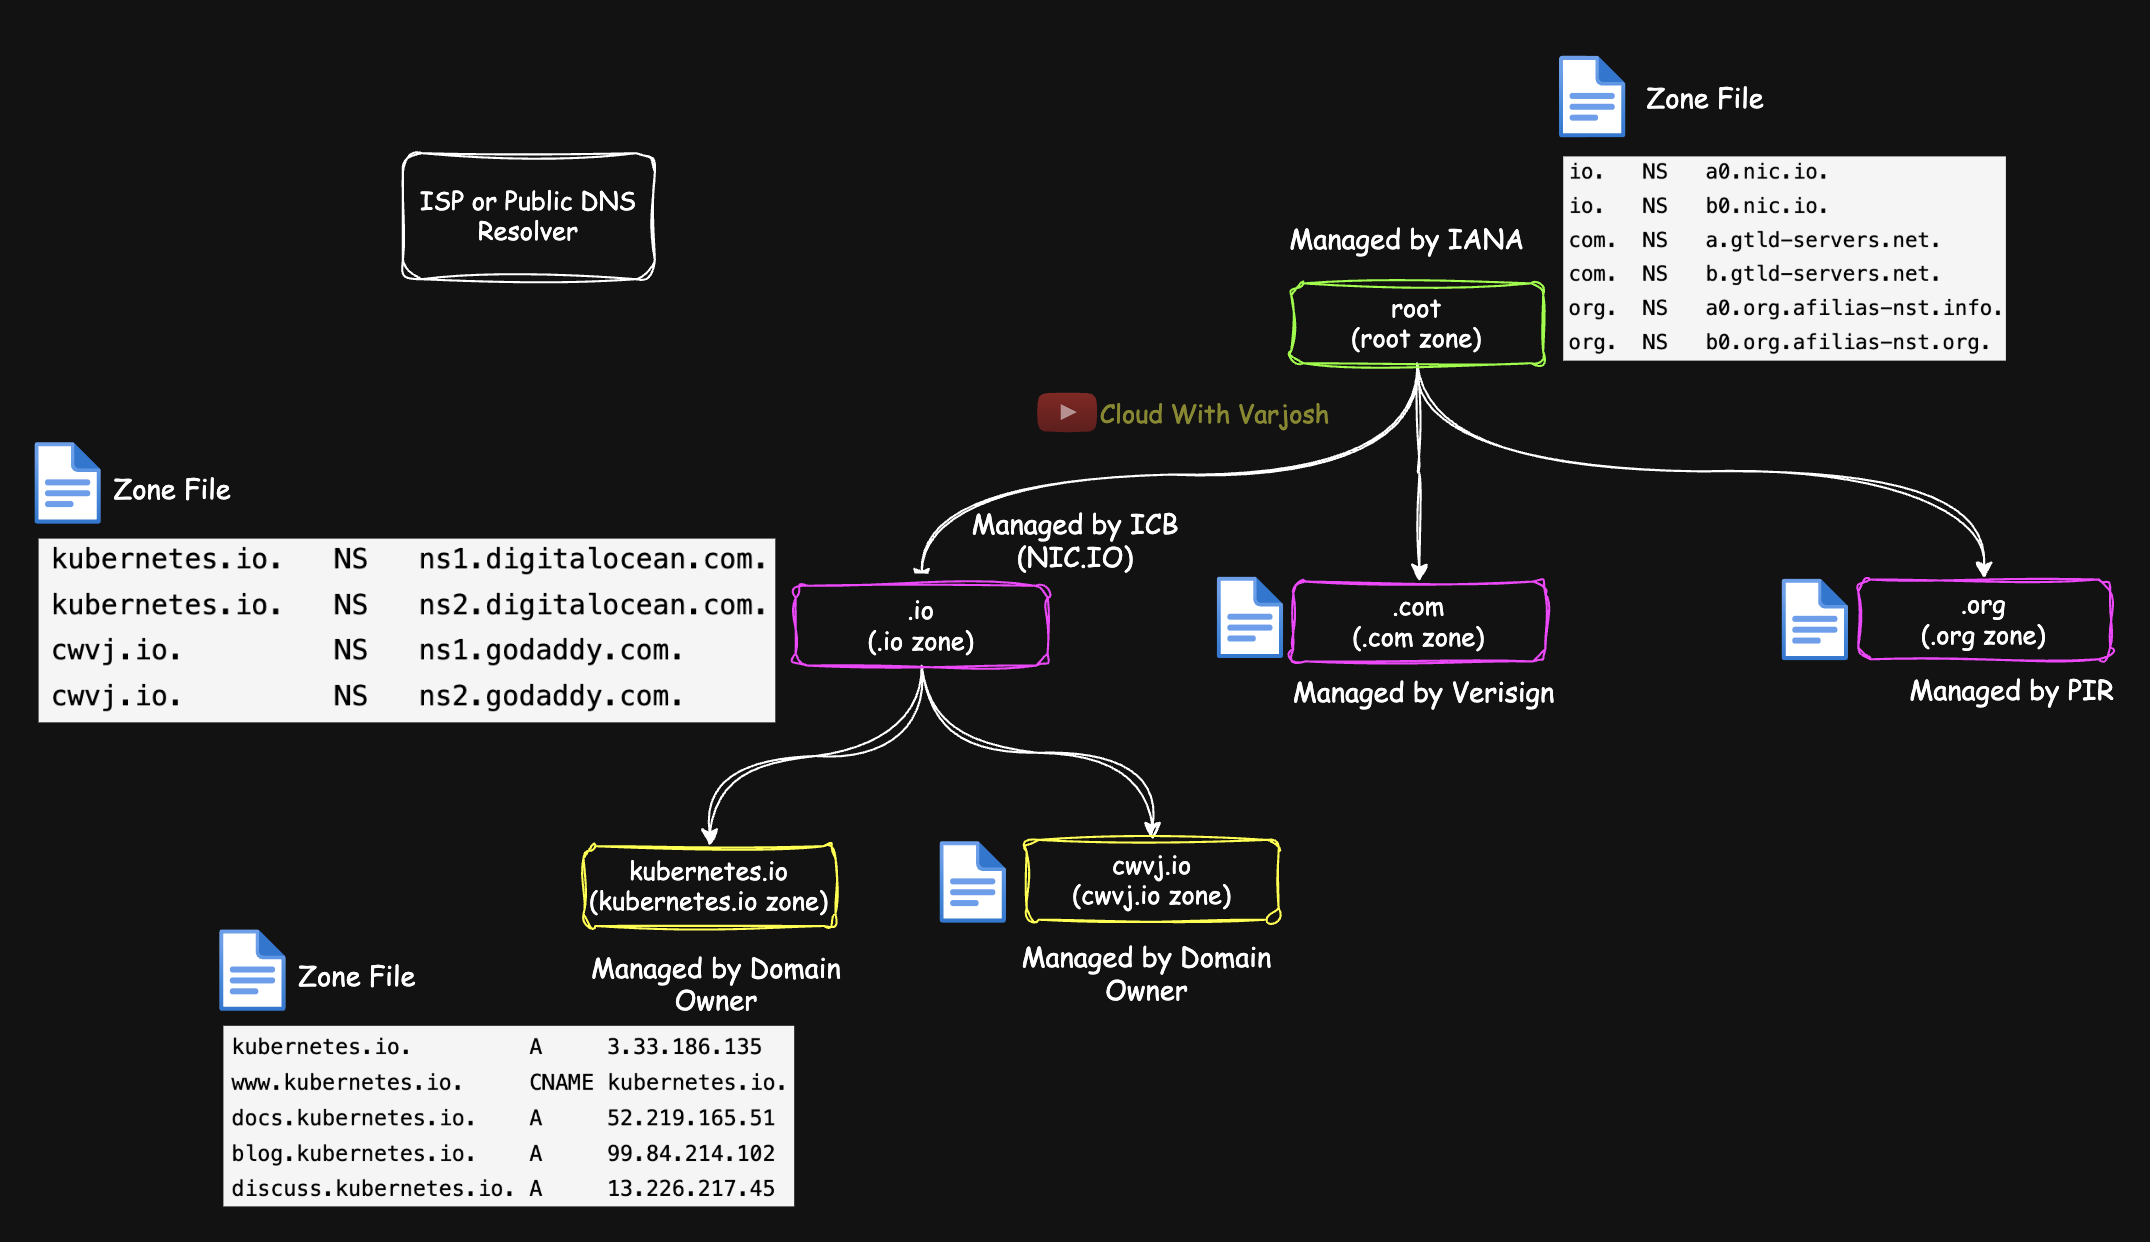 Zone File
io. NS a0.nic.io.
io. NS b0.nic.io.
com. NS a.gtld-servers.net.
com. NS b.gtld-servers.net.
org. NS a0.org.afilias-nst.info.
org. NS b0.org.afilias-nst.org.
ISP or Public DNS
Resolver
Managed by IANA
root
(root zone)
Cloud With Varjosh
Zone File
kubernetes.io. NS ns1.digitalocean.com.
kubernetes.io. NS ns2.digitalocean.com.
cwvj.io. NS ns1.godaddy.com.
cwvj.io. NS ns2.godaddy.com.
Managed by ICB
(NIC.IO)
.io
(.io zone)
.com
(.com zone)
Managed by Verisign
.org
(.org zone)
Managed by PIR
kubernetes.io
(kubernetes.io zone)
Managed by Domain
Owner
cwvj.io
(cwvj.io zone)
Managed by Domain
Owner
Zone File
kubernetes.io. A 3.33.186.135
www.kubernetes.io. CNAME kubernetes.io.
docs.kubernetes.io. A 52.219.165.51
blog.kubernetes.io. A 99.84.214.102
discuss.kubernetes.io. A 13.226.217.45